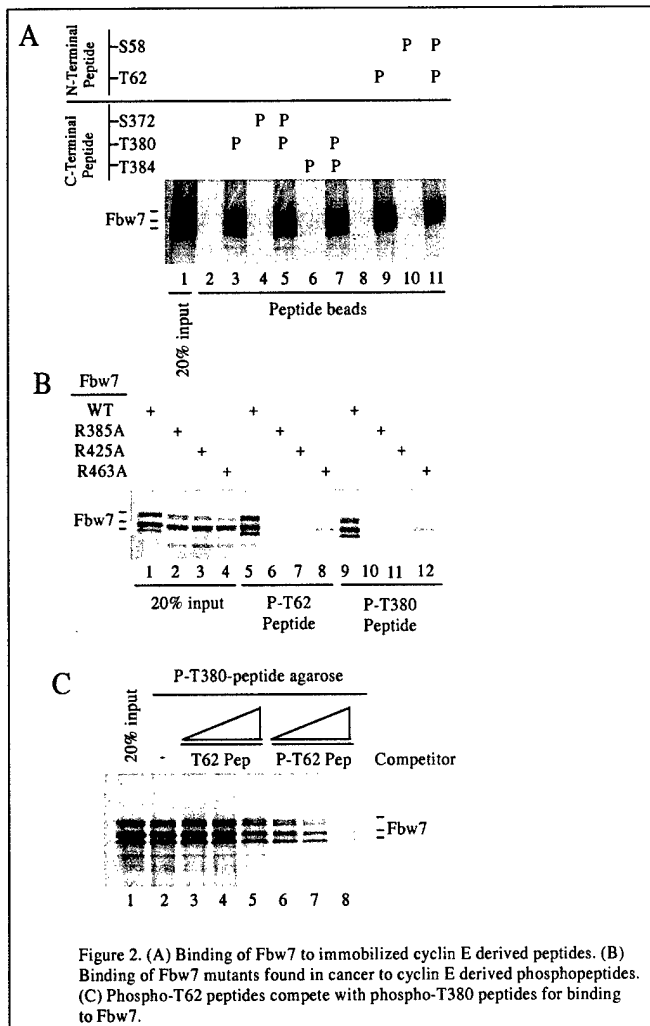 A
N-Terminal Peptide
S58 P P
T62 P P
C-Terminal Peptide
S372 P P
T380 P P P
T384 P P
Fbw7
1 2 3 4 5 6 7 8 9 10 11
20% input
Peptide beads
B
Fbw7
WT + + +
R385A + + +
R425A + + +
R463A + + +
Fbw7
1 2 3 4 5 6 7 8 9 10 11 12
20% input P-T62 Peptide P-T380 Peptide
C
P-T380-peptide agarose
20% input
- T62 Pep P-T62 Pep Competitor
Fbw7
1 2 3 4 5 6 7 8
Figure 2. (A) Binding of Fbw7 to immobilized cyclin E derived peptides. (B)
Binding of Fbw7 mutants found in cancer to cyclin E derived phosphopeptides.
(C) Phospho-T62 peptides compete with phospho-T380 peptides for binding
to Fbw7.